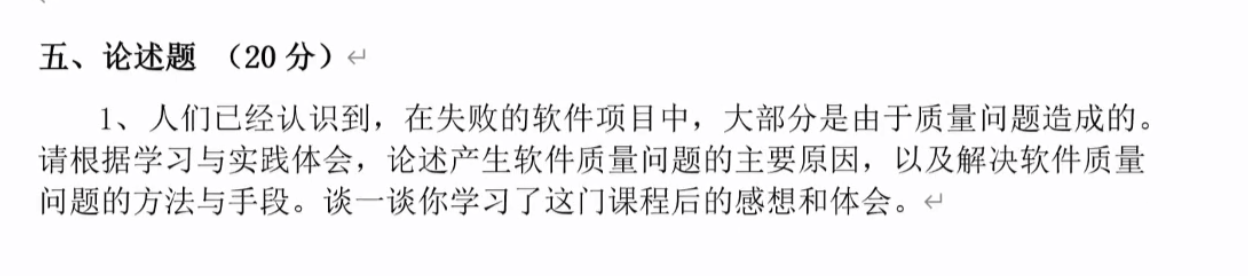 五、论述题 （20 分）↵
1、人们已经认识到，在失败的软件项目中，大部分是由于质量问题造成的。
请根据学习与实践体会，论述产生软件质量问题的主要原因，以及解决软件质量
问题的方法与手段。谈一谈你学习了这门课程后的感想和体会。↵